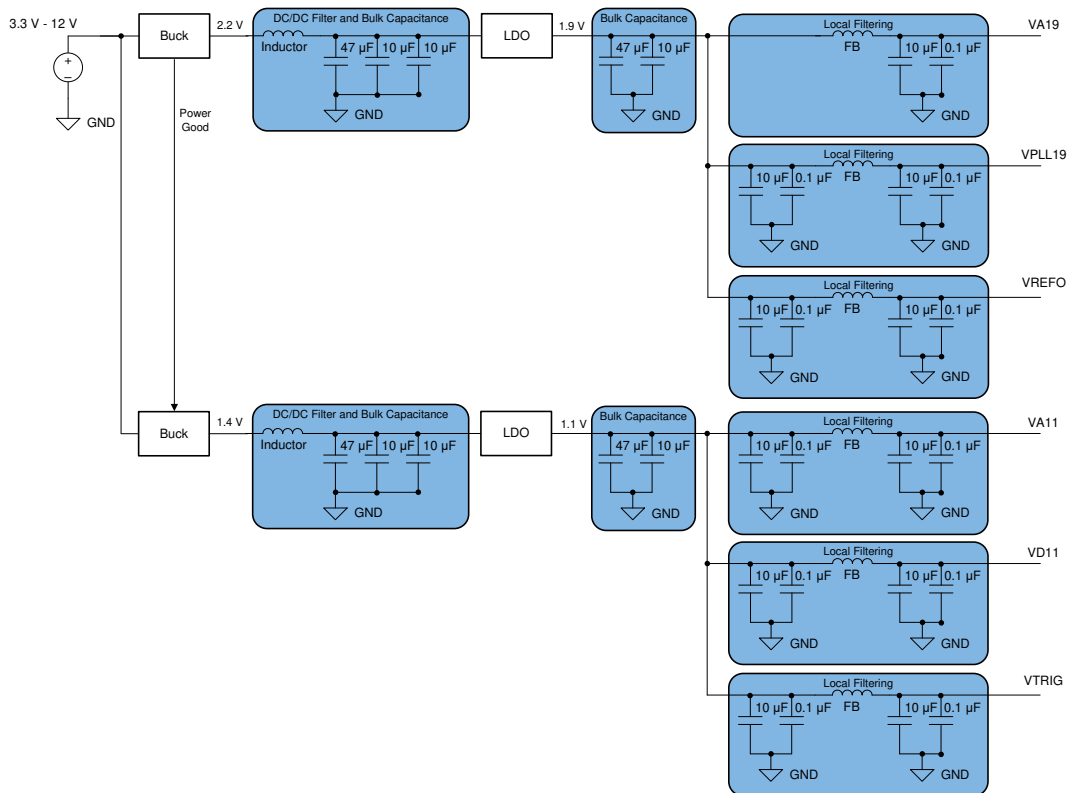 3.3 V - 12 V
+
–
GND
Buck
2.2 V
Power
Good
DC/DC Filter and Bulk Capacitance
Inductor
47 µF
10 µF
10 µF
GND
LDO
1.9 V
Bulk Capacitance
47 µF
10 µF
GND
Local Filtering
FB
10 µF
0.1 µF
GND
VA19
Local Filtering
10 µF
0.1 µF
FB
10 µF
0.1 µF
GND
GND
VPLL19
Local Filtering
10 µF
0.1 µF
FB
10 µF
0.1 µF
GND
GND
VREFO
Buck
1.4 V
DC/DC Filter and Bulk Capacitance
Inductor
47 µF
10 µF
10 µF
GND
LDO
1.1 V
Bulk Capacitance
47 µF
10 µF
GND
Local Filtering
10 µF
0.1 µF
FB
10 µF
0.1 µF
GND
GND
VA11
Local Filtering
10 µF
0.1 µF
FB
10 µF
0.1 µF
GND
GND
VD11
Local Filtering
10 µF
0.1 µF
FB
10 µF
0.1 µF
GND
GND
VTRIG